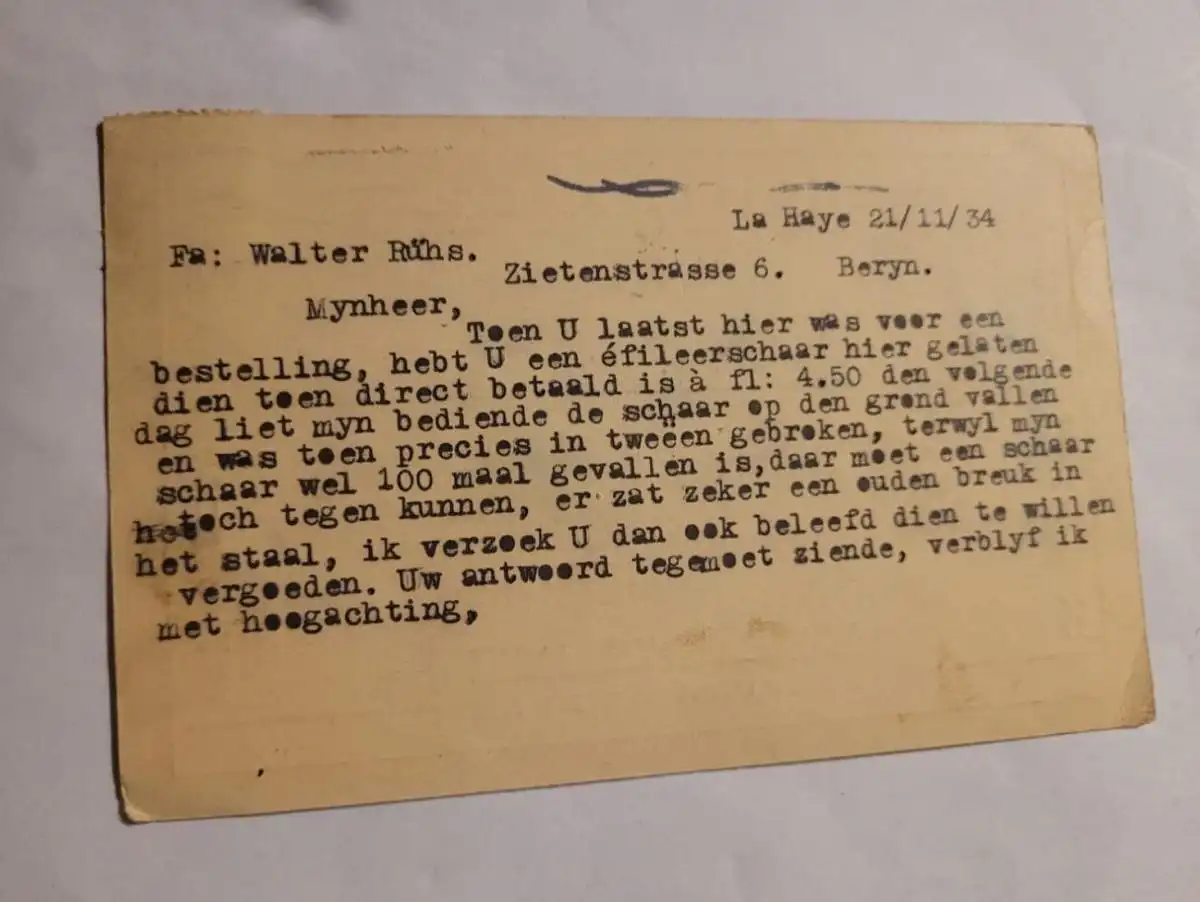 La Haye 21/11/34
Fa: Walter Rühs.
Zietenstrasse 6. Beryn.
Mynheer,
Toen U laatst hier was voor een
bestelling, hebt U een éfileerschaar hier gelaten
dien toen direct betaald is à fl: 4.50 den volgende
dag liet myn bediende de schaar op den grond vallen
en was toen precies in tweëen gebroken, terwyl myn
schaar wel 100 maal gevallen is, daar moet een schaar
het toch tegen kunnen, er zat zeker een ouden breuk in
het staal, ik verzoek U dan ook beleefd dien te willen
vergoeden. Uw antwoord tegemoet ziende, verblyf ik
met hoogachting,